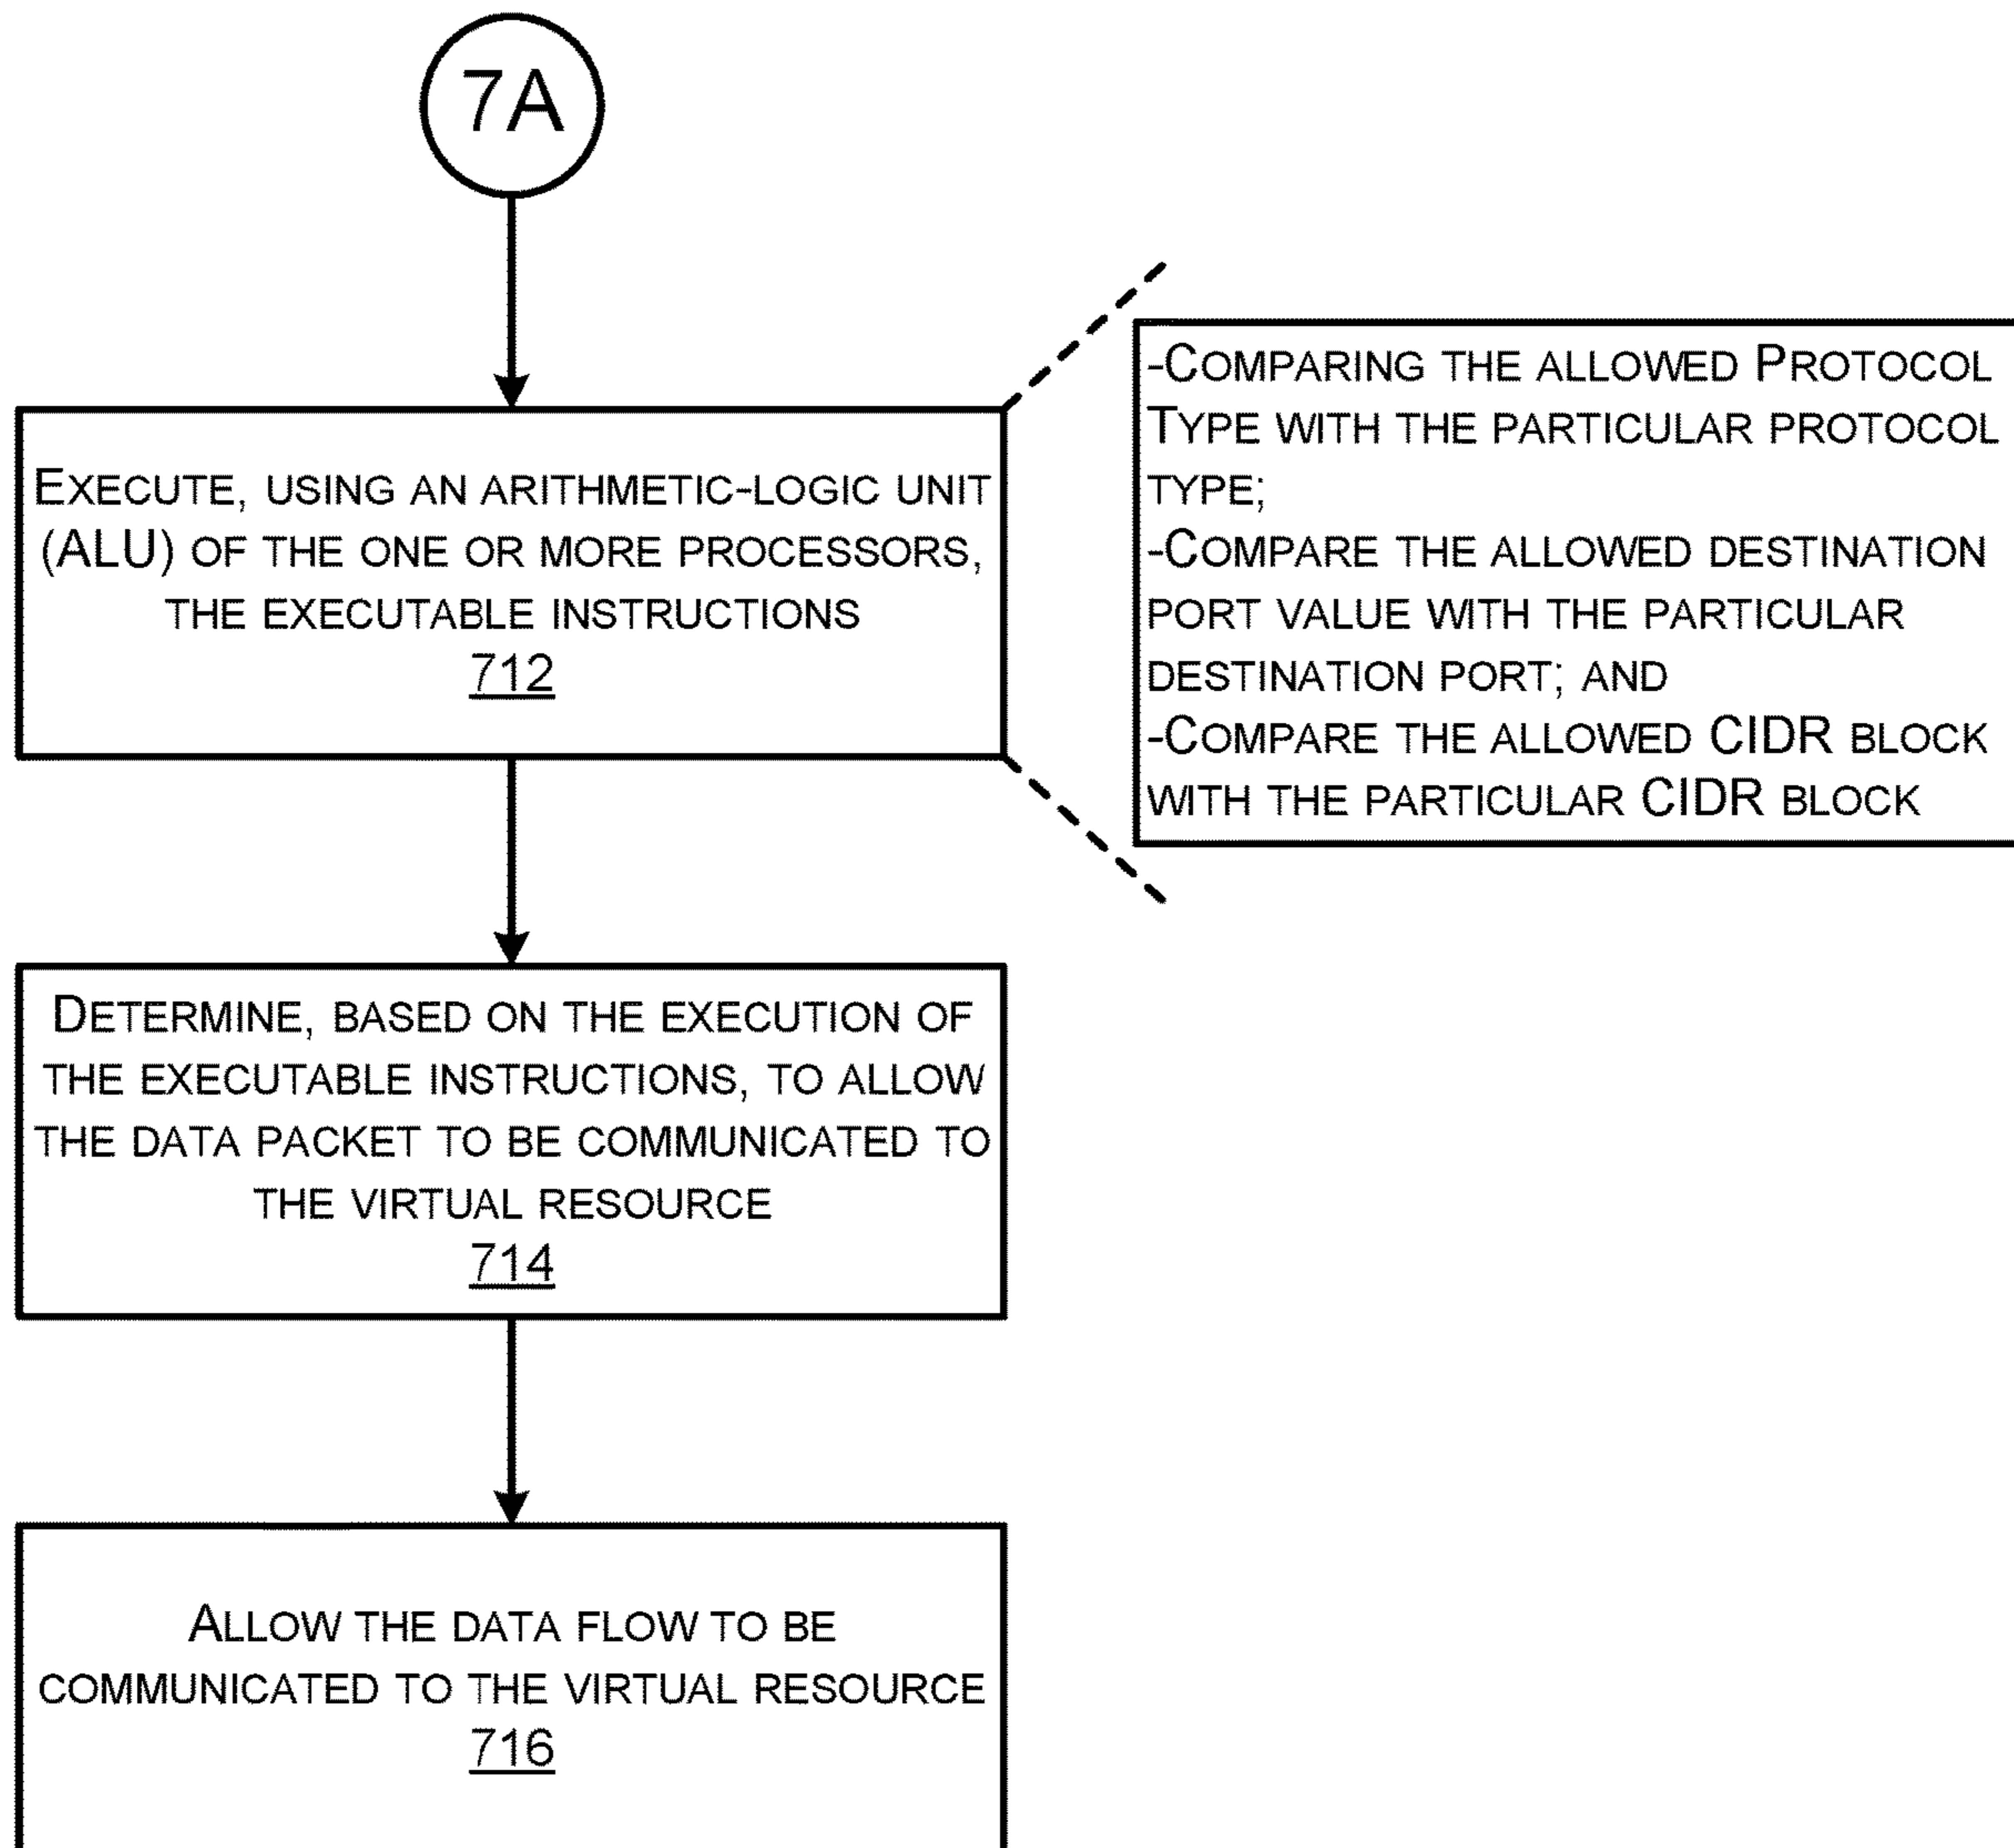 7A
EXECUTE, USING AN ARITHMETIC-LOGIC UNIT
(ALU) OF THE ONE OR MORE PROCESSORS,
THE EXECUTABLE INSTRUCTIONS
712
-COMPARING THE ALLOWED PROTOCOL
TYPE WITH THE PARTICULAR PROTOCOL
TYPE;
-COMPARE THE ALLOWED DESTINATION
PORT VALUE WITH THE PARTICULAR
DESTINATION PORT; AND
-COMPARE THE ALLOWED CIDR BLOCK
WITH THE PARTICULAR CIDR BLOCK
DETERMINE, BASED ON THE EXECUTION OF
THE EXECUTABLE INSTRUCTIONS, TO ALLOW
THE DATA PACKET TO BE COMMUNICATED TO
THE VIRTUAL RESOURCE
714
ALLOW THE DATA FLOW TO BE
COMMUNICATED TO THE VIRTUAL RESOURCE
716